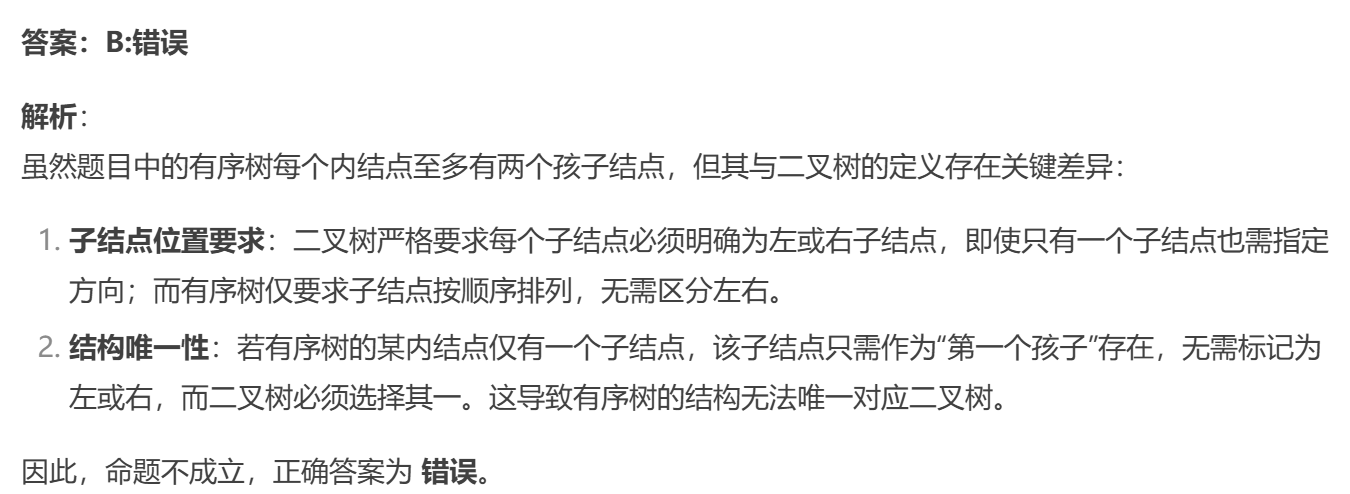 答案：B:错误
解析：
虽然题目中的有序树每个内结点至多有两个孩子结点，但其与二叉树的定义存在关键差异：
1. 子结点位置要求：二叉树严格要求每个子结点必须明确为左或右子结点，即使只有一个子结点也需指定
方向；而有序树仅要求子结点按顺序排列，无需区分左右。
2. 结构唯一性：若有序树的某内结点仅有一个子结点，该子结点只需作为“第一个孩子”存在，无需标记为
左或右，而二叉树必须选择其一。这导致有序树的结构无法唯一对应二叉树。
因此，命题不成立，正确答案为 错误。